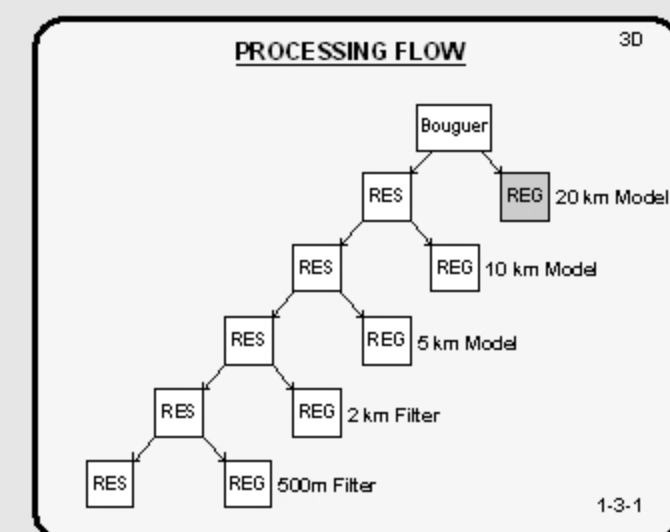 3D
PROCESSING FLOW
Bouguer
RES REG 20 km Model
RES REG 10 km Model
RES REG 5 km Model
RES REG 2 km Filter
RES REG 500m Filter
1-3-1